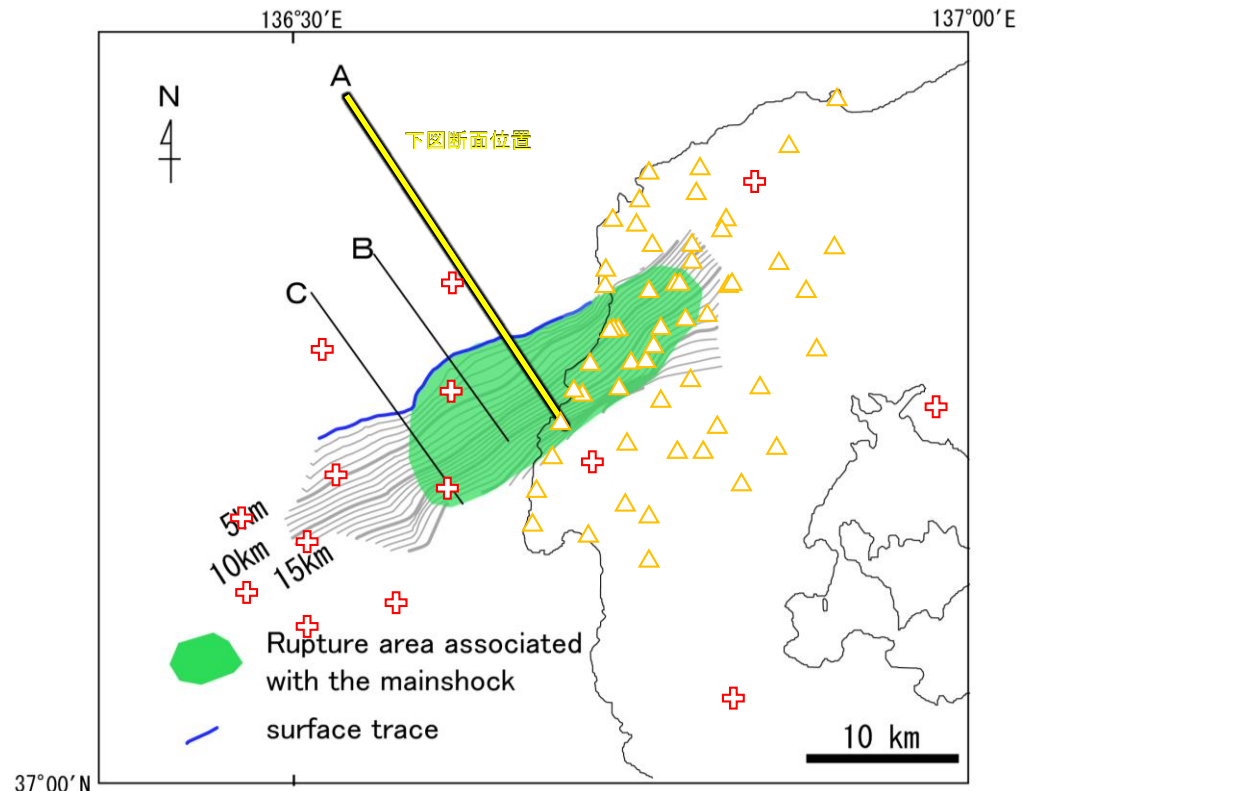 136°30′E
137°00′E
A
N
下図断面位置
B
C
5km
10km
15km
Rupture area associated
with the mainshock
surface trace
10 km
37°00′N